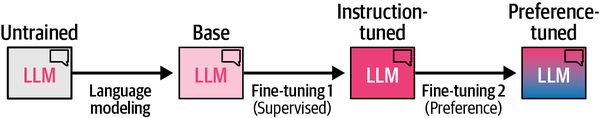 Untrained
LLM
Language
modeling
Base
LLM
Fine-tuning 1
(Supervised)
Instruction-
tuned
LLM
Fine-tuning 2
(Preference)
Preference-
tuned
LLM